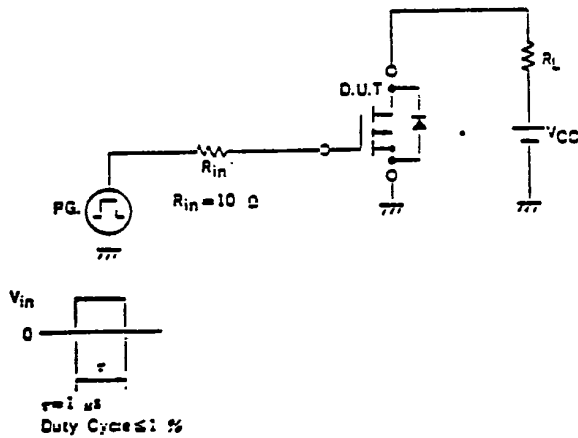 D.U.T
RL
VCC
Rin
Rin=10 Ω
PG.
Vin
0
τ
τ=1 μs
Duty Cycle≤1 %